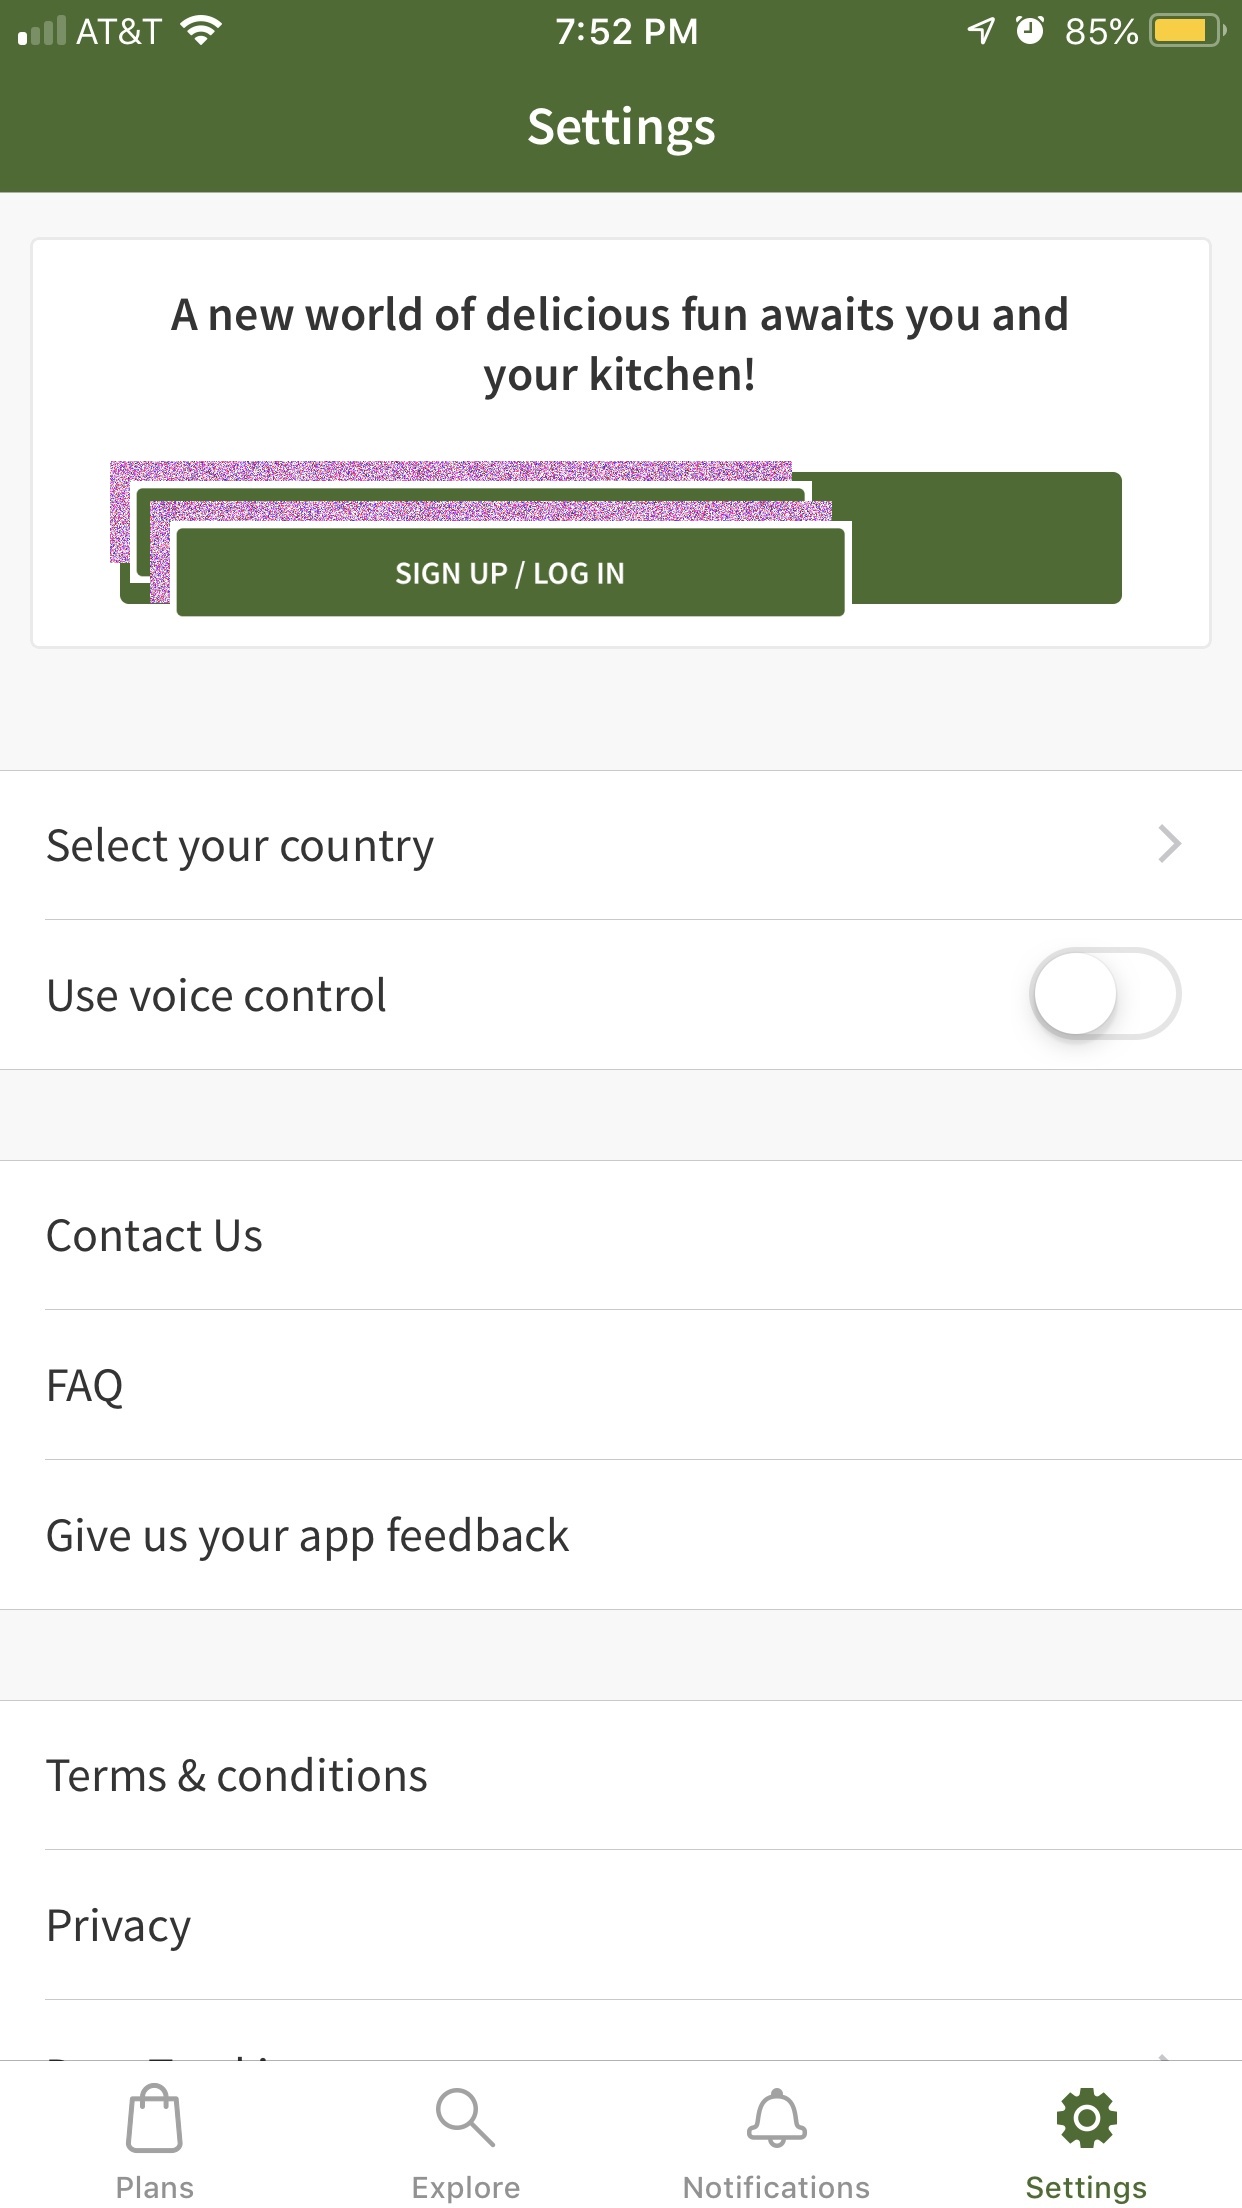 AT&T 7:52 PM 85%
Settings
A new world of delicious fun awaits you and
your kitchen!
SIGN UP / LOG IN
Select your country
Use voice control
Contact Us
FAQ
Give us your app feedback
Terms & conditions
Privacy
Plans Explore Notifications Settings